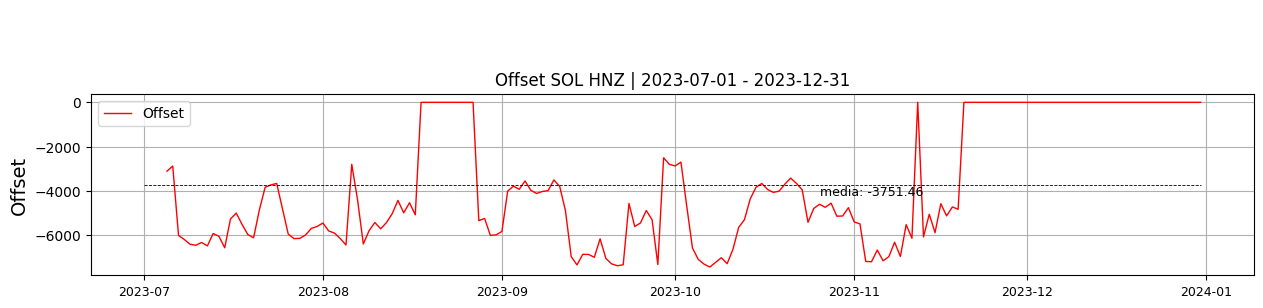 Offset SOL HNZ | 2023-07-01 - 2023-12-31
Offset
0
−2000
−4000
−6000
Offset
media: -3751.46
2023-07
2023-08
2023-09
2023-10
2023-11
2023-12
2024-01